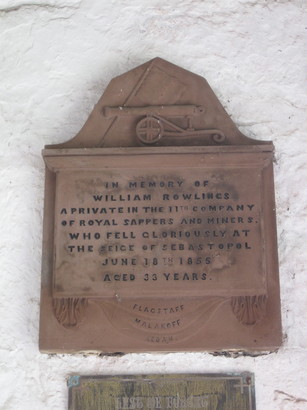 IN MEMORY OF
WILLIAM ROWLINGS
A PRIVATE IN THE 11TH COMPANY
OF ROYAL SAPPERS AND MINERS.
WHO FELL GLORIOUSLY AT
THE SEIGE OF SEBASTOPOL
JUNE 18TH 1855
AGED 33 YEARS.
FLAGSTAFF
MALAKOFF